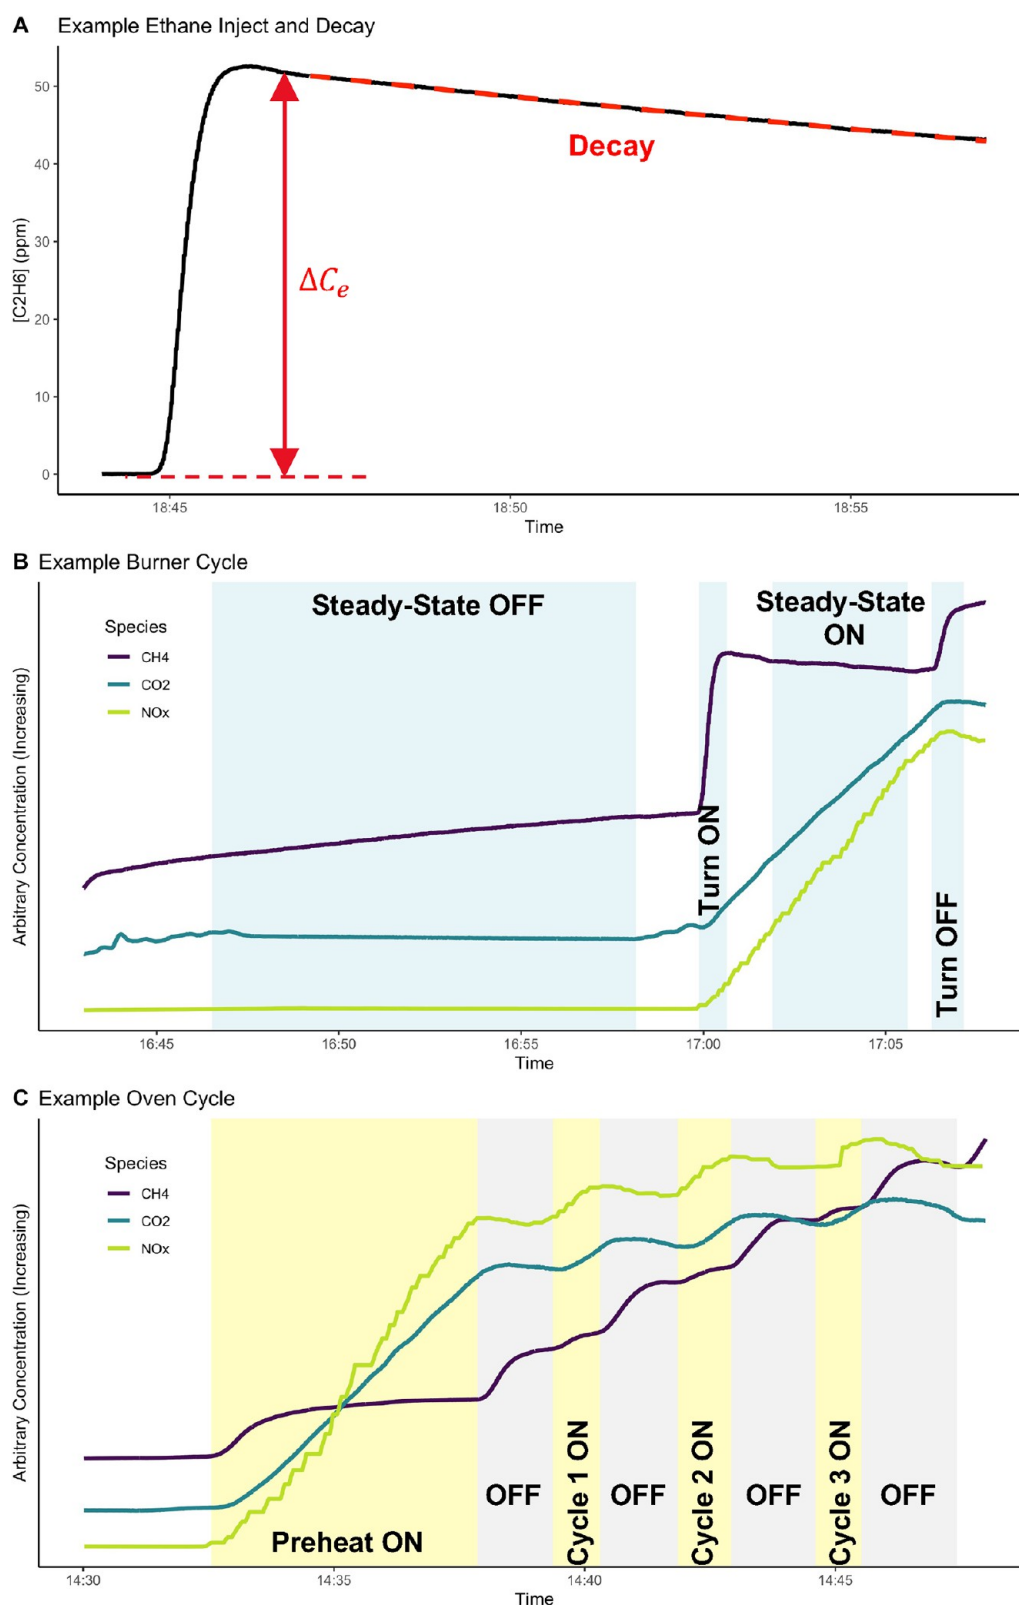 A Example Ethane Inject and Decay
[C2H6] (ppm)
50
40
30
20
10
0
Decay
ΔCₑ
18:45 18:50 18:55
Time
B Example Burner Cycle
Arbitrary Concentration (Increasing)
Species
CH4
CO2
NOx
Steady-State OFF
Turn ON
Steady-State
ON
Turn OFF
16:45 16:50 16:55 17:00 17:05
Time
C Example Oven Cycle
Arbitrary Concentration (Increasing)
Species
CH4
CO2
NOx
Preheat ON
OFF
Cycle 1 ON
OFF
Cycle 2 ON
OFF
Cycle 3 ON
OFF
14:30 14:35 14:40 14:45
Time